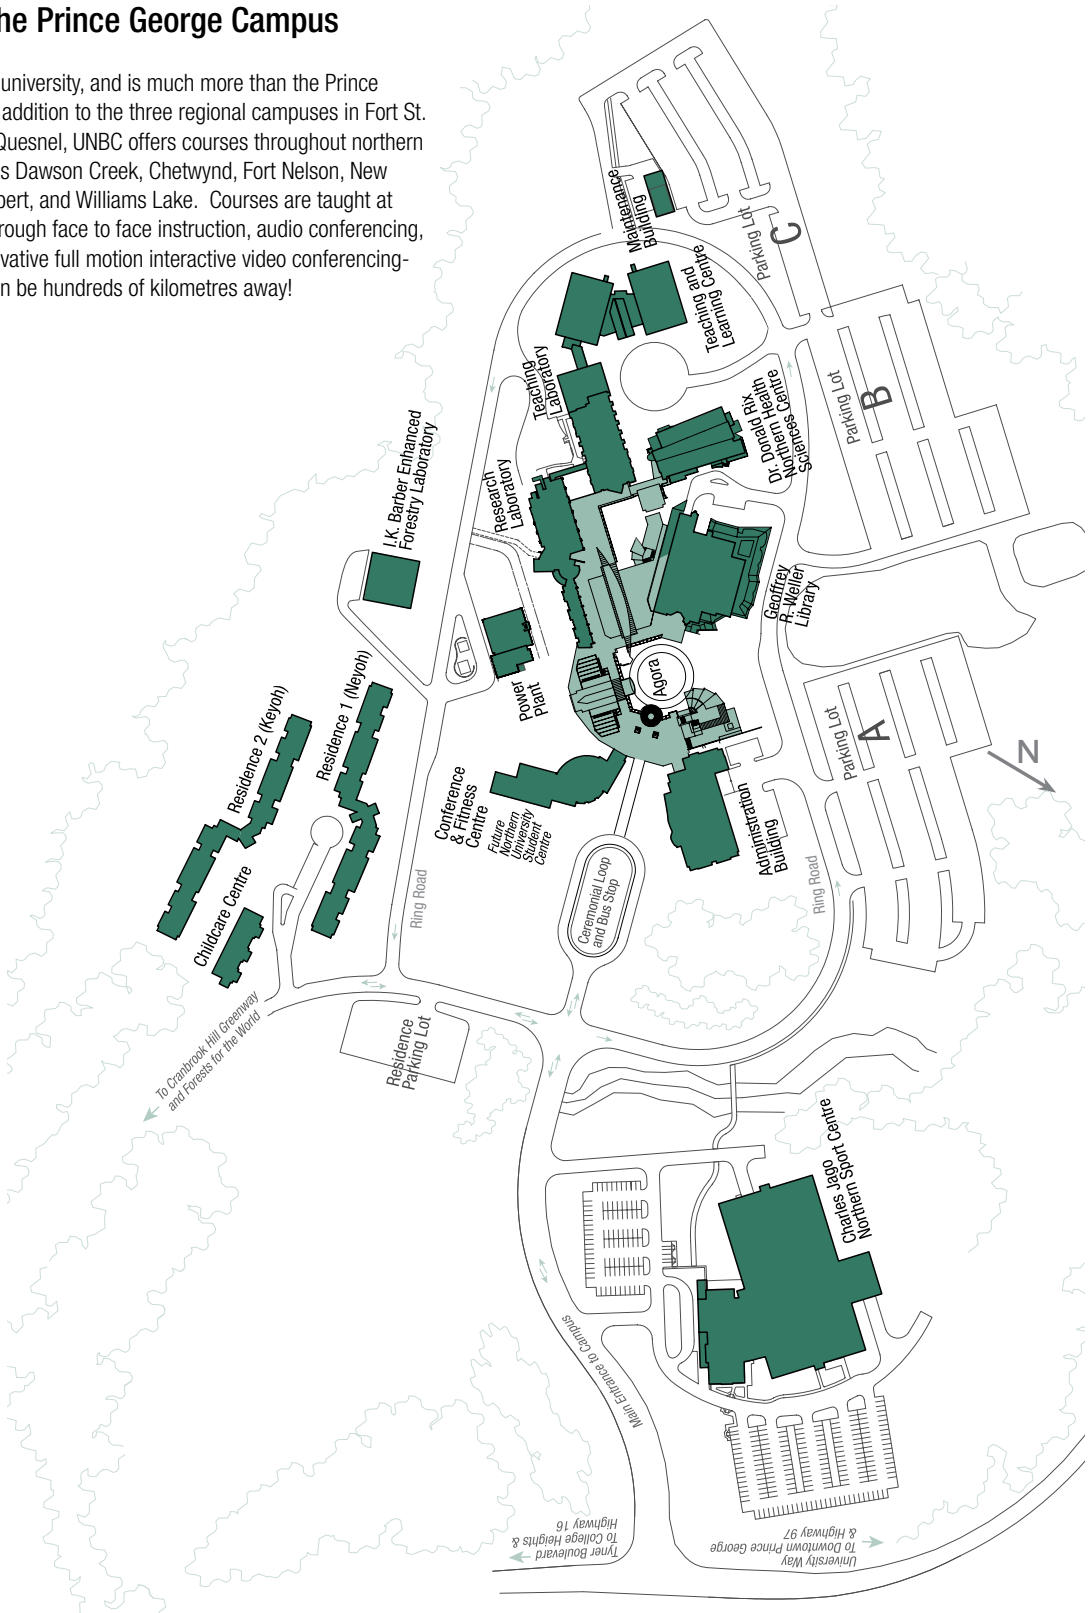 he Prince George Campus
university, and is much more than the Prince
addition to the three regional campuses in Fort St.
Quesnel, UNBC offers courses throughout northern
s Dawson Creek, Chetwynd, Fort Nelson, New
pert, and Williams Lake.  Courses are taught at
rough face to face instruction, audio conferencing,
vative full motion interactive video conferencing-
n be hundreds of kilometres away!
Maintenance
Building
Parking Lot
C
Teaching and
Learning Centre
Teaching
Laboratory
Dr. Donald Rix
Northern Health
Sciences Centre
Parking Lot
B
I.K. Barber Enhanced
Forestry Laboratory
Research
Laboratory
Geoffrey
R. Weller
Library
Power
Plant
Agora
Residence 2 (Keyoh)
Residence 1 (Neyoh)
Parking Lot
A
N
Conference
& Fitness
Centre
Future
Northern
University
Student
Centre
Administration
Building
Childcare Centre
Ring Road
Ceremonial Loop
and Bus Stop
Ring Road
To Cranbrook Hill Greenway
and Forests for the World
Residence
Parking Lot
Charles Jago
Northern Sport Centre
Main Entrance to Campus
Tyner Boulevard
To College Heights &
Highway 16
University Way
To Downtown Prince George
& Highway 97